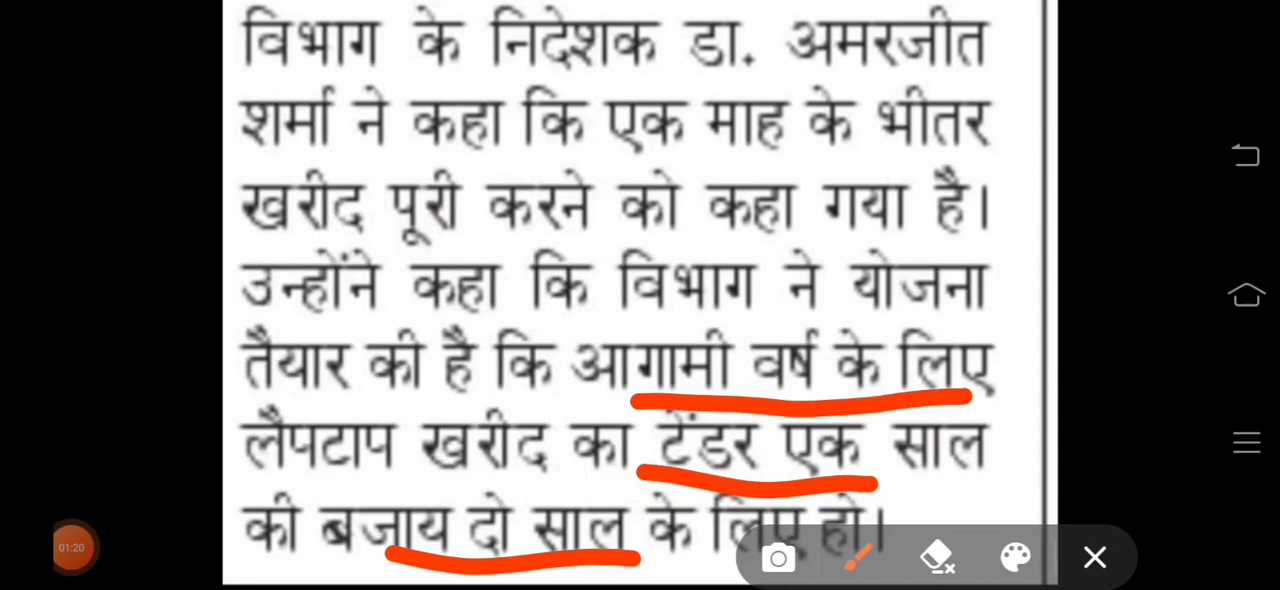 विभाग के निदेशक डा. अमरजीत
शर्मा ने कहा कि एक माह के भीतर
खरीद पूरी करने को कहा गया है।
उन्होंने कहा कि विभाग ने योजना
तैयार की है कि आगामी वर्ष के लिए
लैपटाप खरीद का टेंडर एक साल
की बजाय दो साल के लिए हो।
01:20